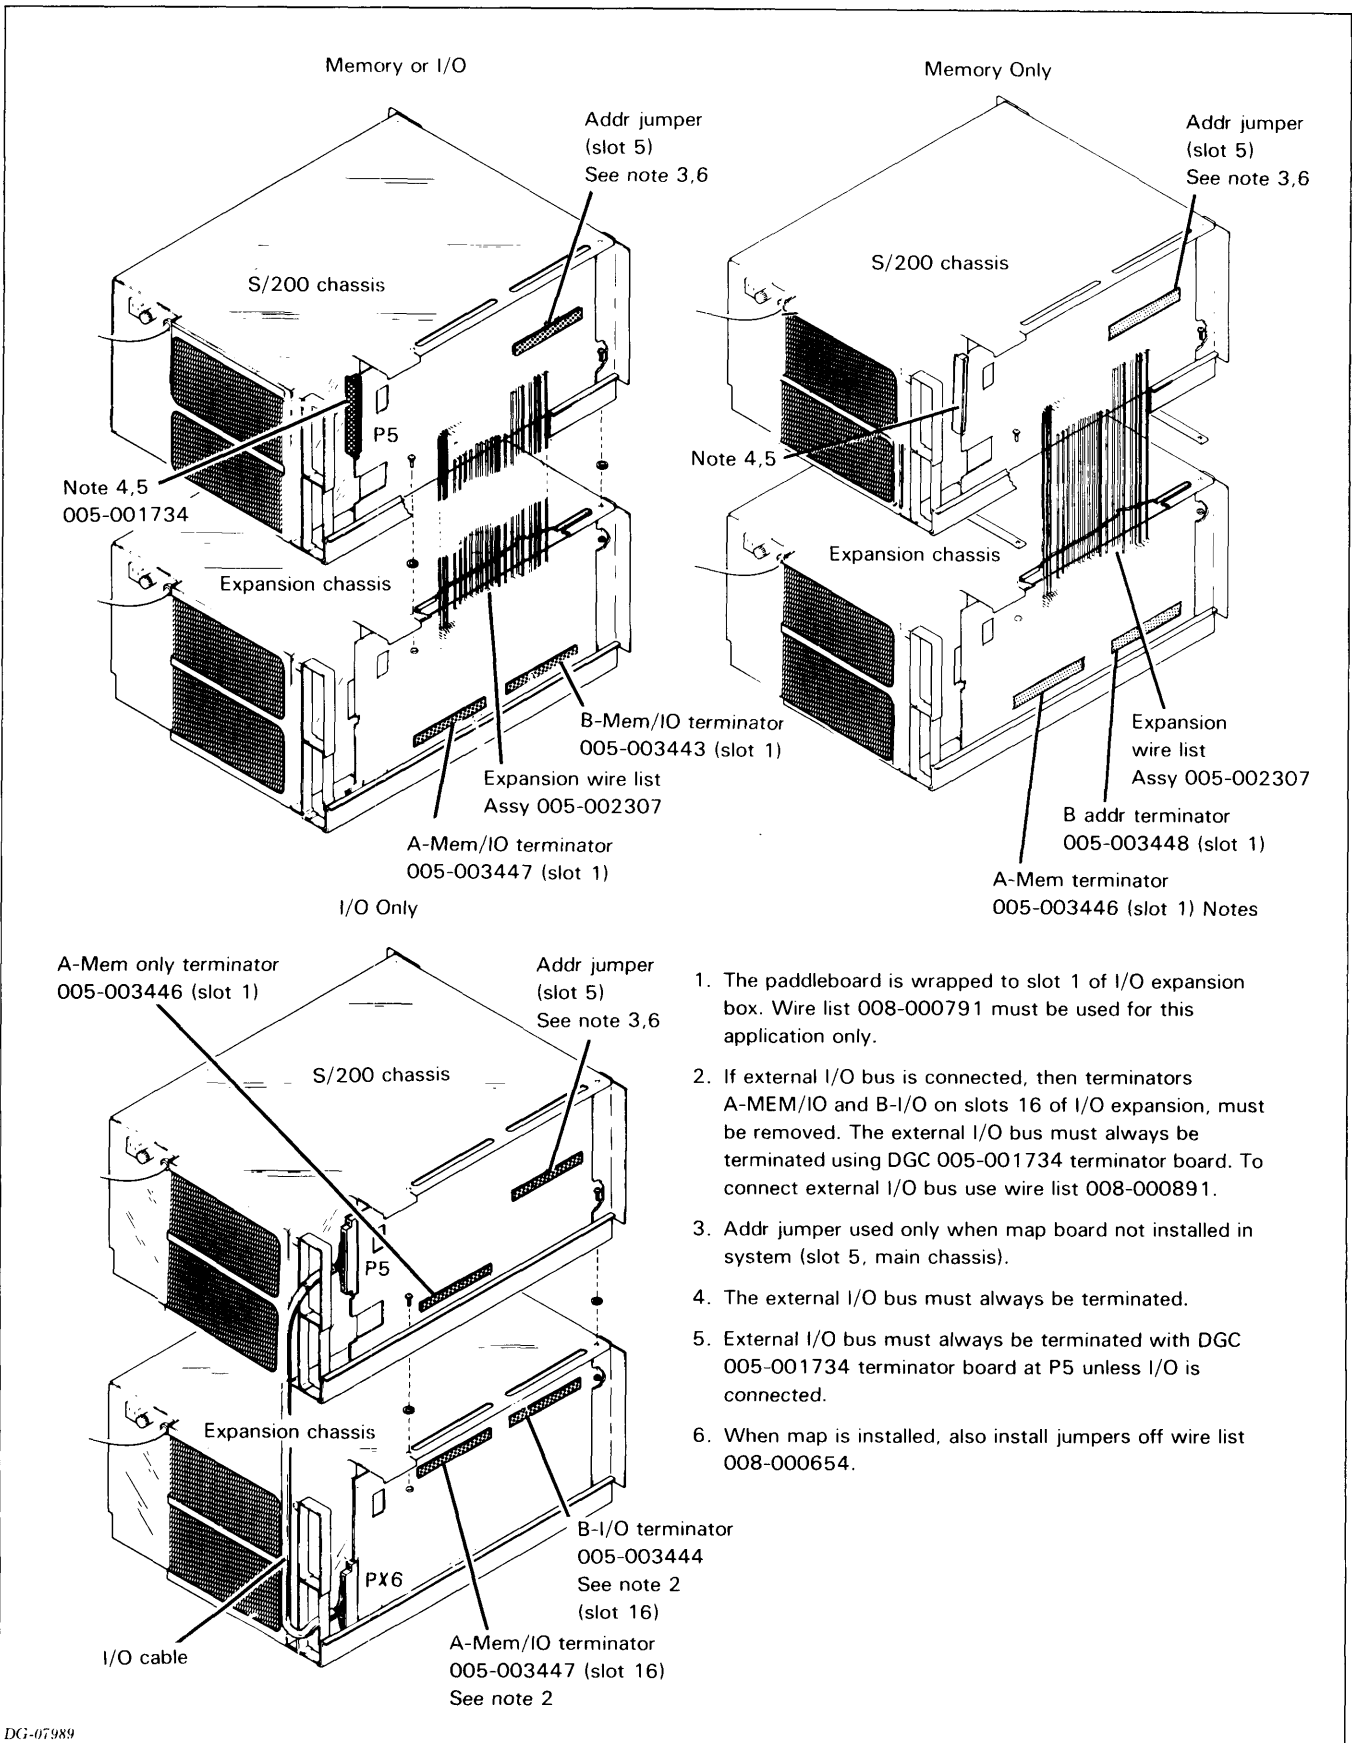 Memory or I/O
Addr jumper
(slot 5)
See note 3,6
S/200 chassis
P5
Note 4,5
005-001734
Expansion chassis
B-Mem/IO terminator
005-003443 (slot 1)
Expansion wire list
Assy 005-002307
A-Mem/IO terminator
005-003447 (slot 1)
Memory Only
Addr jumper
(slot 5)
See note 3,6
S/200 chassis
Note 4,5
Expansion chassis
Expansion
wire list
Assy 005-002307
B addr terminator
005-003448 (slot 1)
A-Mem terminator
005-003446 (slot 1) Notes
I/O Only
A-Mem only terminator
005-003446 (slot 1)
Addr jumper
(slot 5)
See note 3,6
S/200 chassis
P5
Expansion chassis
PX6
B-I/O terminator
005-003444
See note 2
(slot 16)
I/O cable
A-Mem/IO terminator
005-003447 (slot 16)
See note 2
1. The paddleboard is wrapped to slot 1 of I/O expansion
box. Wire list 008-000791 must be used for this
application only.
2. If external I/O bus is connected, then terminators
A-MEM/IO and B-I/O on slots 16 of I/O expansion, must
be removed. The external I/O bus must always be
terminated using DGC 005-001734 terminator board. To
connect external I/O bus use wire list 008-000891.
3. Addr jumper used only when map board not installed in
system (slot 5, main chassis).
4. The external I/O bus must always be terminated.
5. External I/O bus must always be terminated with DGC
005-001734 terminator board at P5 unless I/O is
connected.
6. When map is installed, also install jumpers off wire list
008-000654.
DG-07989